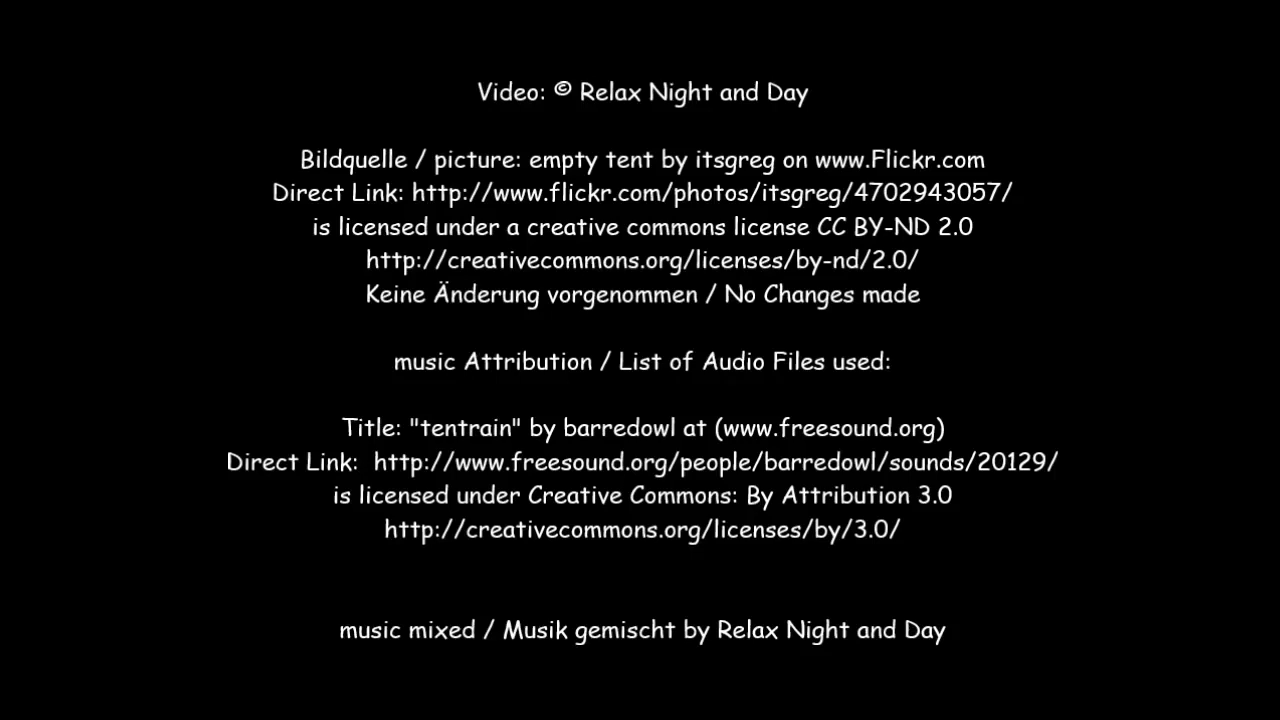 Video: © Relax Night and Day
Bildquelle / picture: empty tent by itsgreg on www.Flickr.com
Direct Link: http://www.flickr.com/photos/itsgreg/4702943057/
is licensed under a creative commons license CC BY-ND 2.0
http://creativecommons.org/licenses/by-nd/2.0/
Keine Änderung vorgenommen / No Changes made
music Attribution / List of Audio Files used:
Title: "tentrain" by barredowl at (www.freesound.org)
Direct Link:  http://www.freesound.org/people/barredowl/sounds/20129/
is licensed under Creative Commons: By Attribution 3.0
http://creativecommons.org/licenses/by/3.0/
music mixed / Musik gemischt by Relax Night and Day